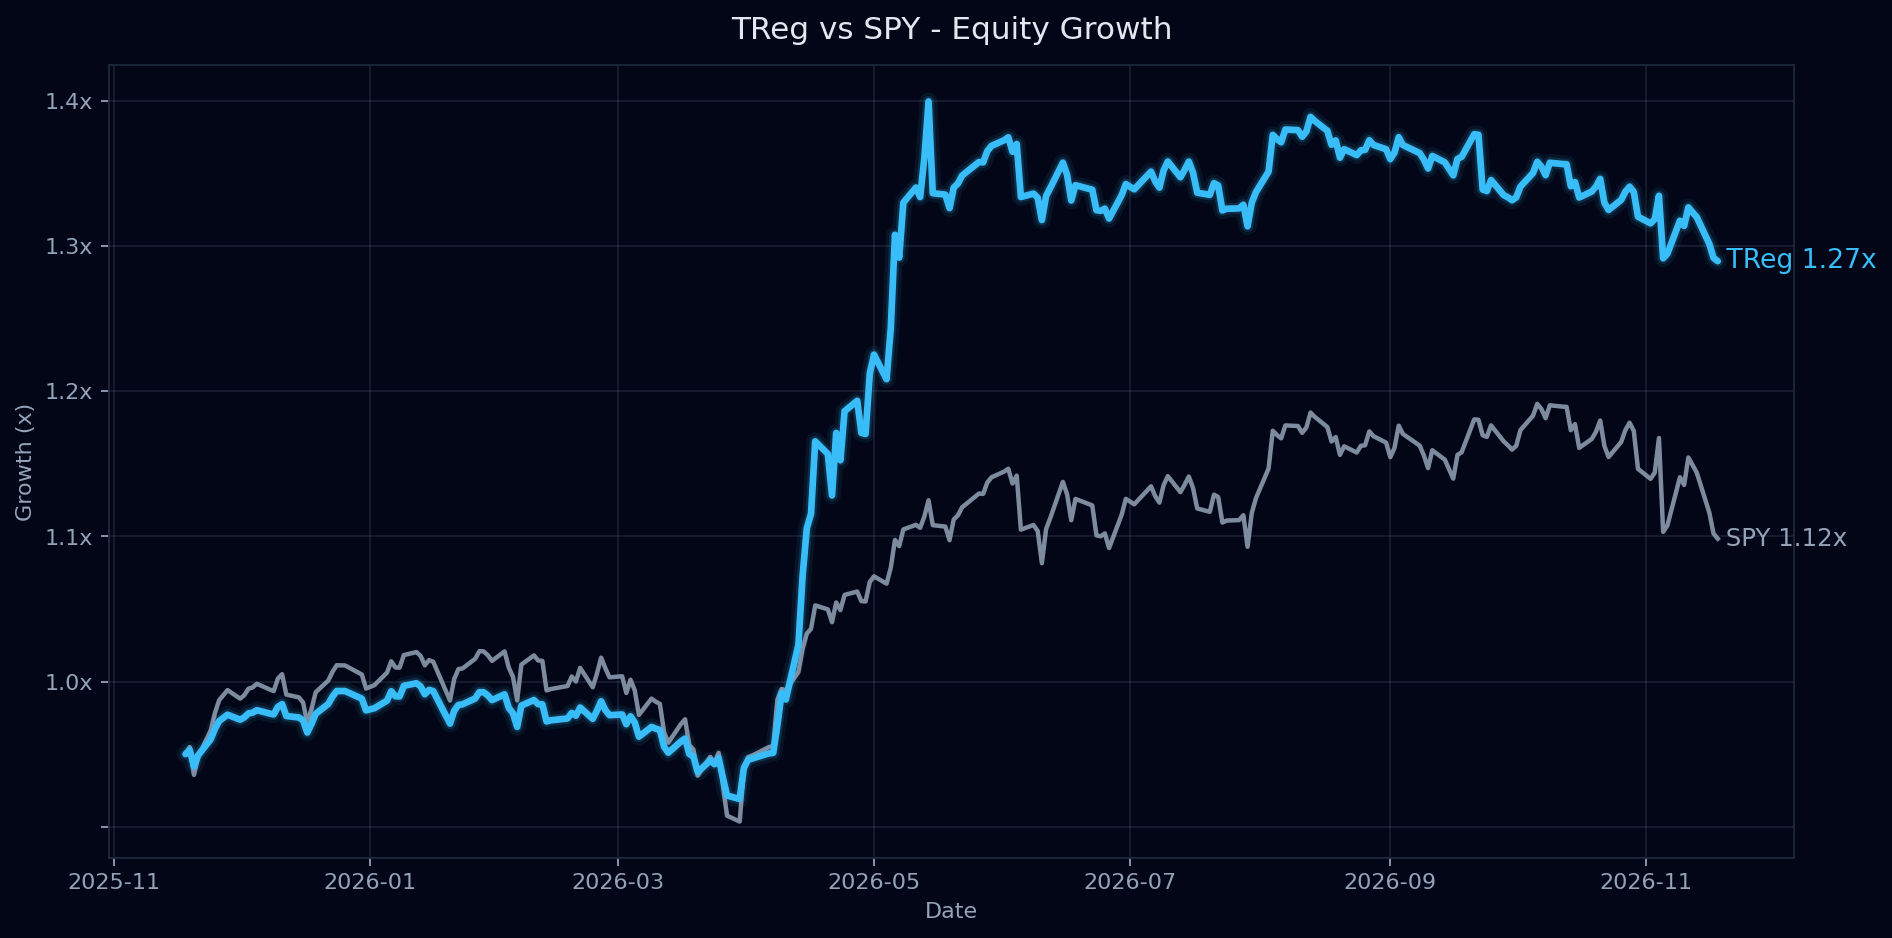 TReg vs SPY - Equity Growth
1.4x
1.3x
1.2x
1.1x
1.0x
Growth (x)
TReg 1.27x
SPY 1.12x
2025-11
2026-01
2026-03
2026-05
2026-07
2026-09
2026-11
Date